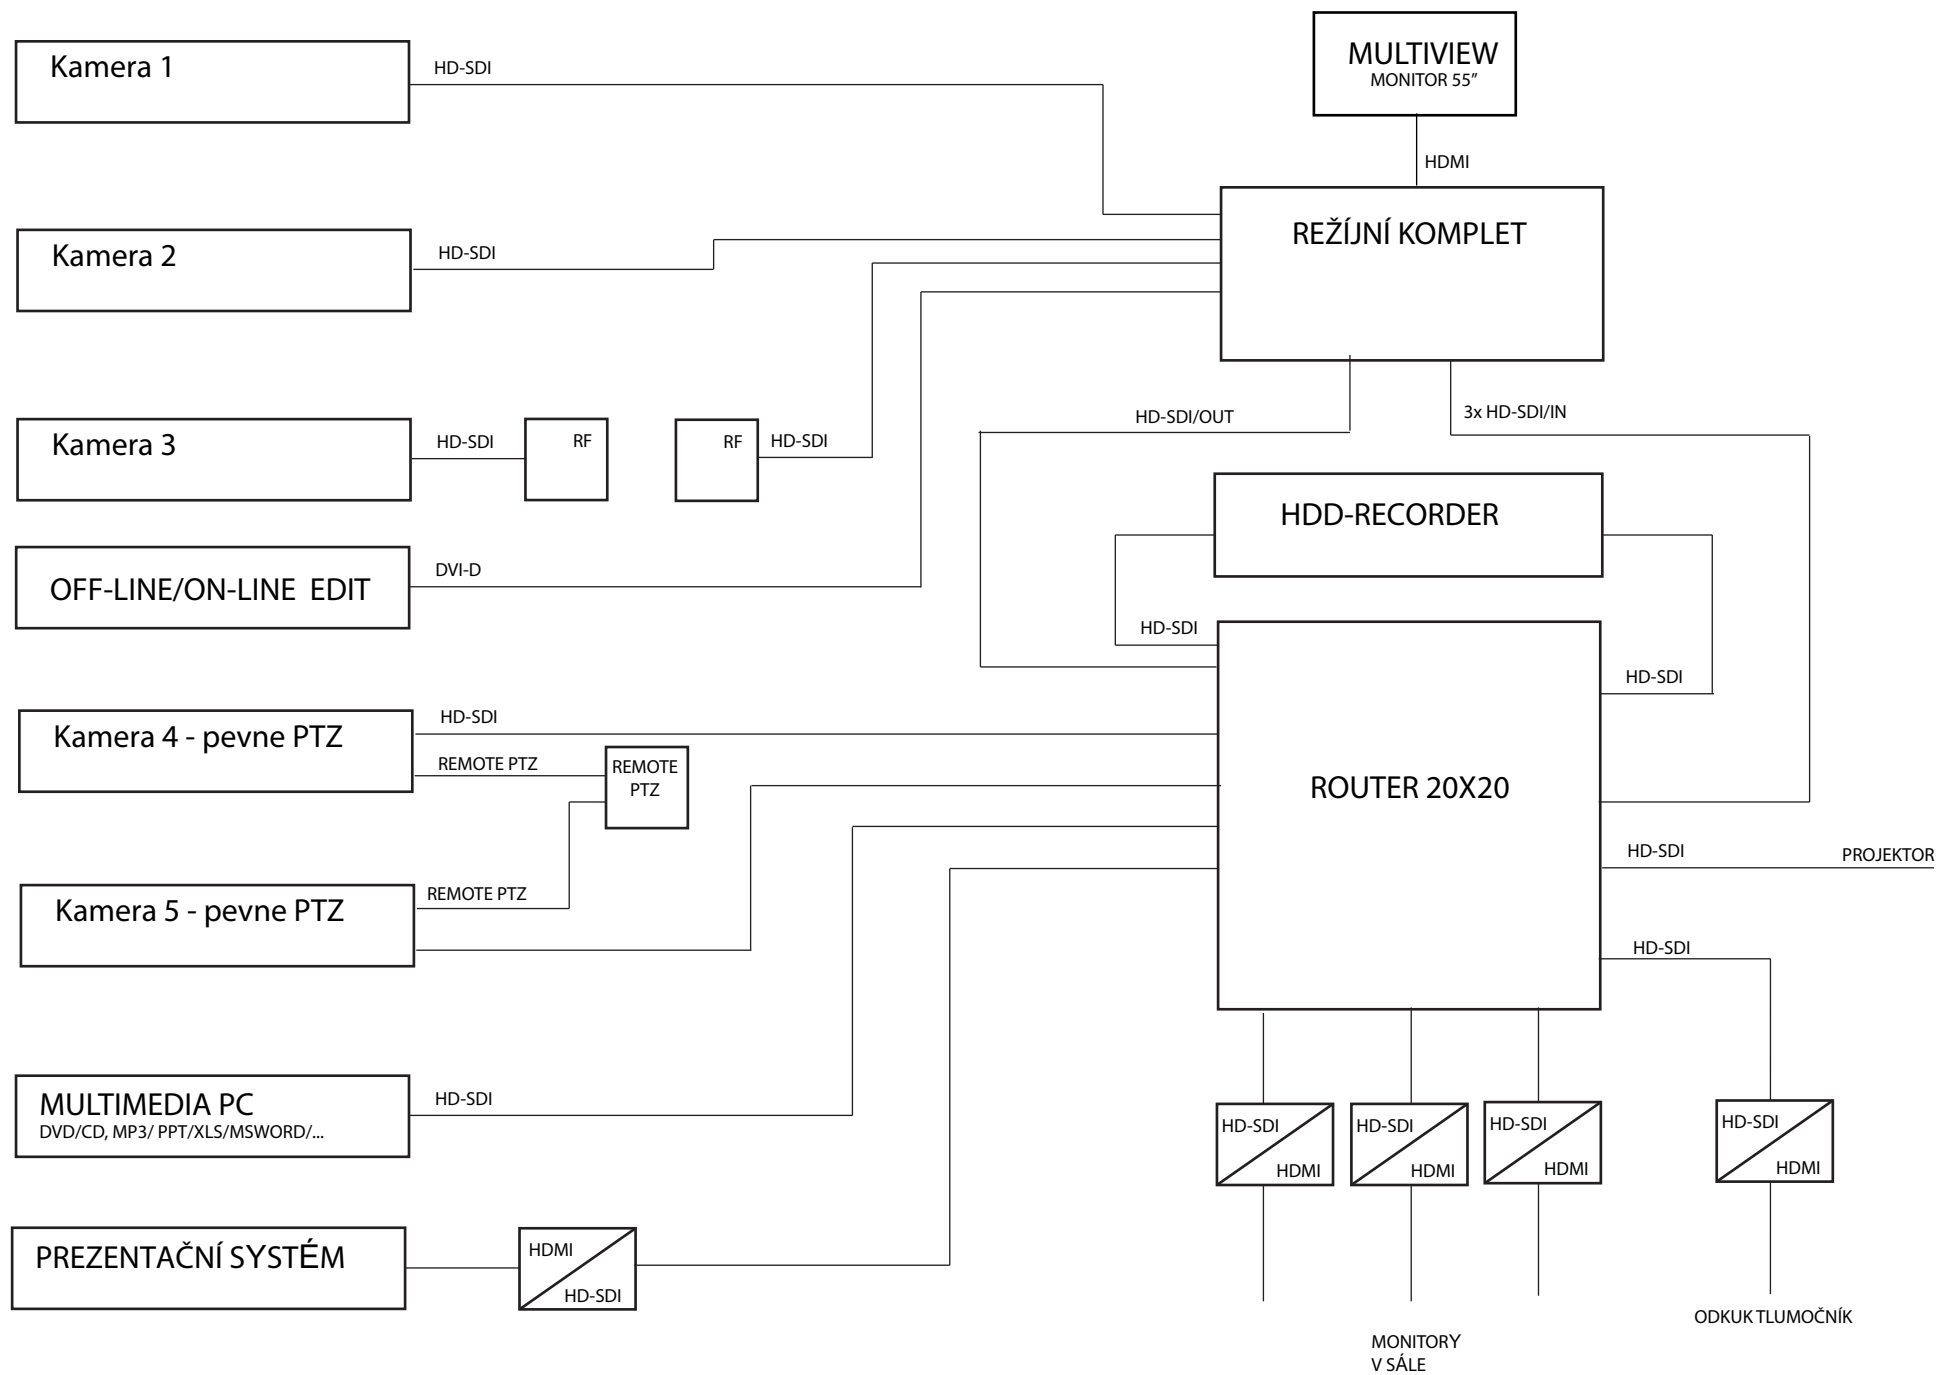 Kamera 1
HD-SDI
MULTIVIEW
MONITOR 55”
HDMI
Kamera 2
HD-SDI
REŽÍJNÍ KOMPLET
Kamera 3
HD-SDI
RF
RF
HD-SDI
HD-SDI/OUT
3x HD-SDI/IN
HDD-RECORDER
OFF-LINE/ON-LINE EDIT
DVI-D
HD-SDI
HD-SDI
Kamera 4 - pevne PTZ
HD-SDI
REMOTE PTZ
REMOTE
PTZ
ROUTER 20X20
HD-SDI
PROJEKTOR
Kamera 5 - pevne PTZ
REMOTE PTZ
HD-SDI
MULTIMEDIA PC
DVD/CD, MP3/ PPT/XLS/MSWORD/...
HD-SDI
HD-SDI
HDMI
HD-SDI
HDMI
HD-SDI
HDMI
HD-SDI
HDMI
PREZENTAČNÍ SYSTÉM
HDMI
HD-SDI
ODKUK TLUMOČNÍK
MONITORY
V SÁLE